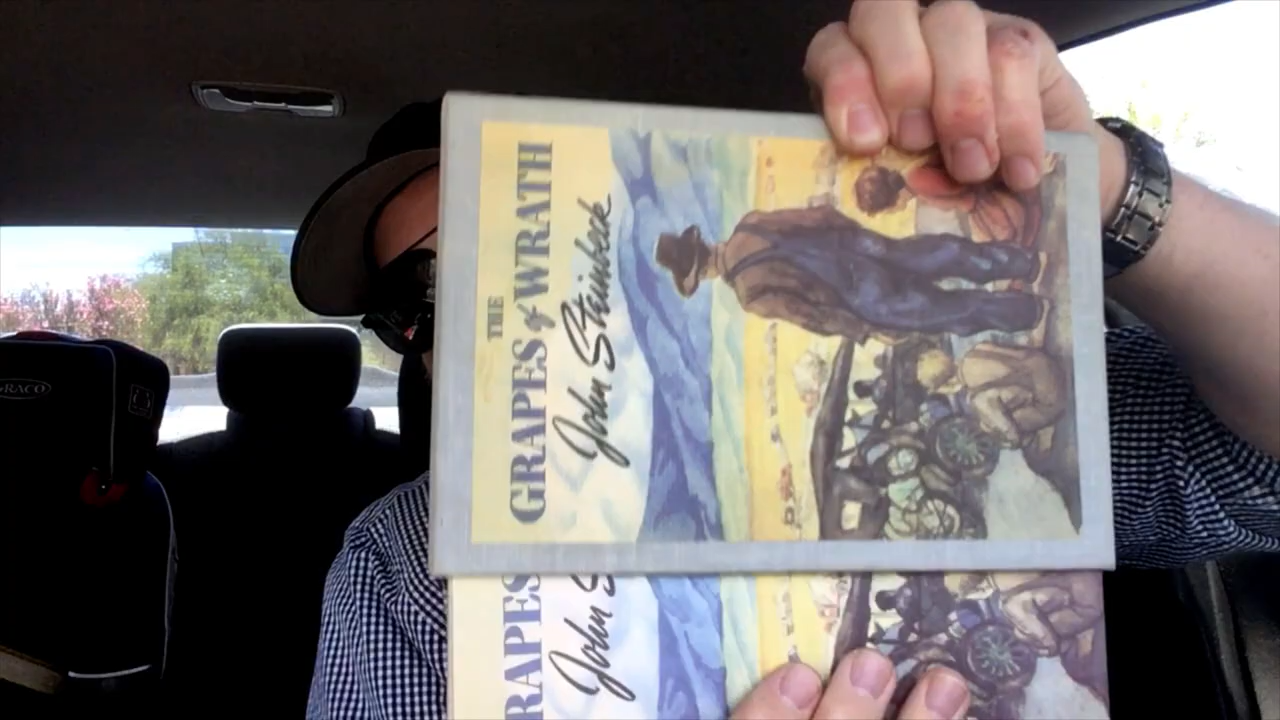 THE
GRAPES of WRATH
John Steinbeck
RAPES
John S
RACO